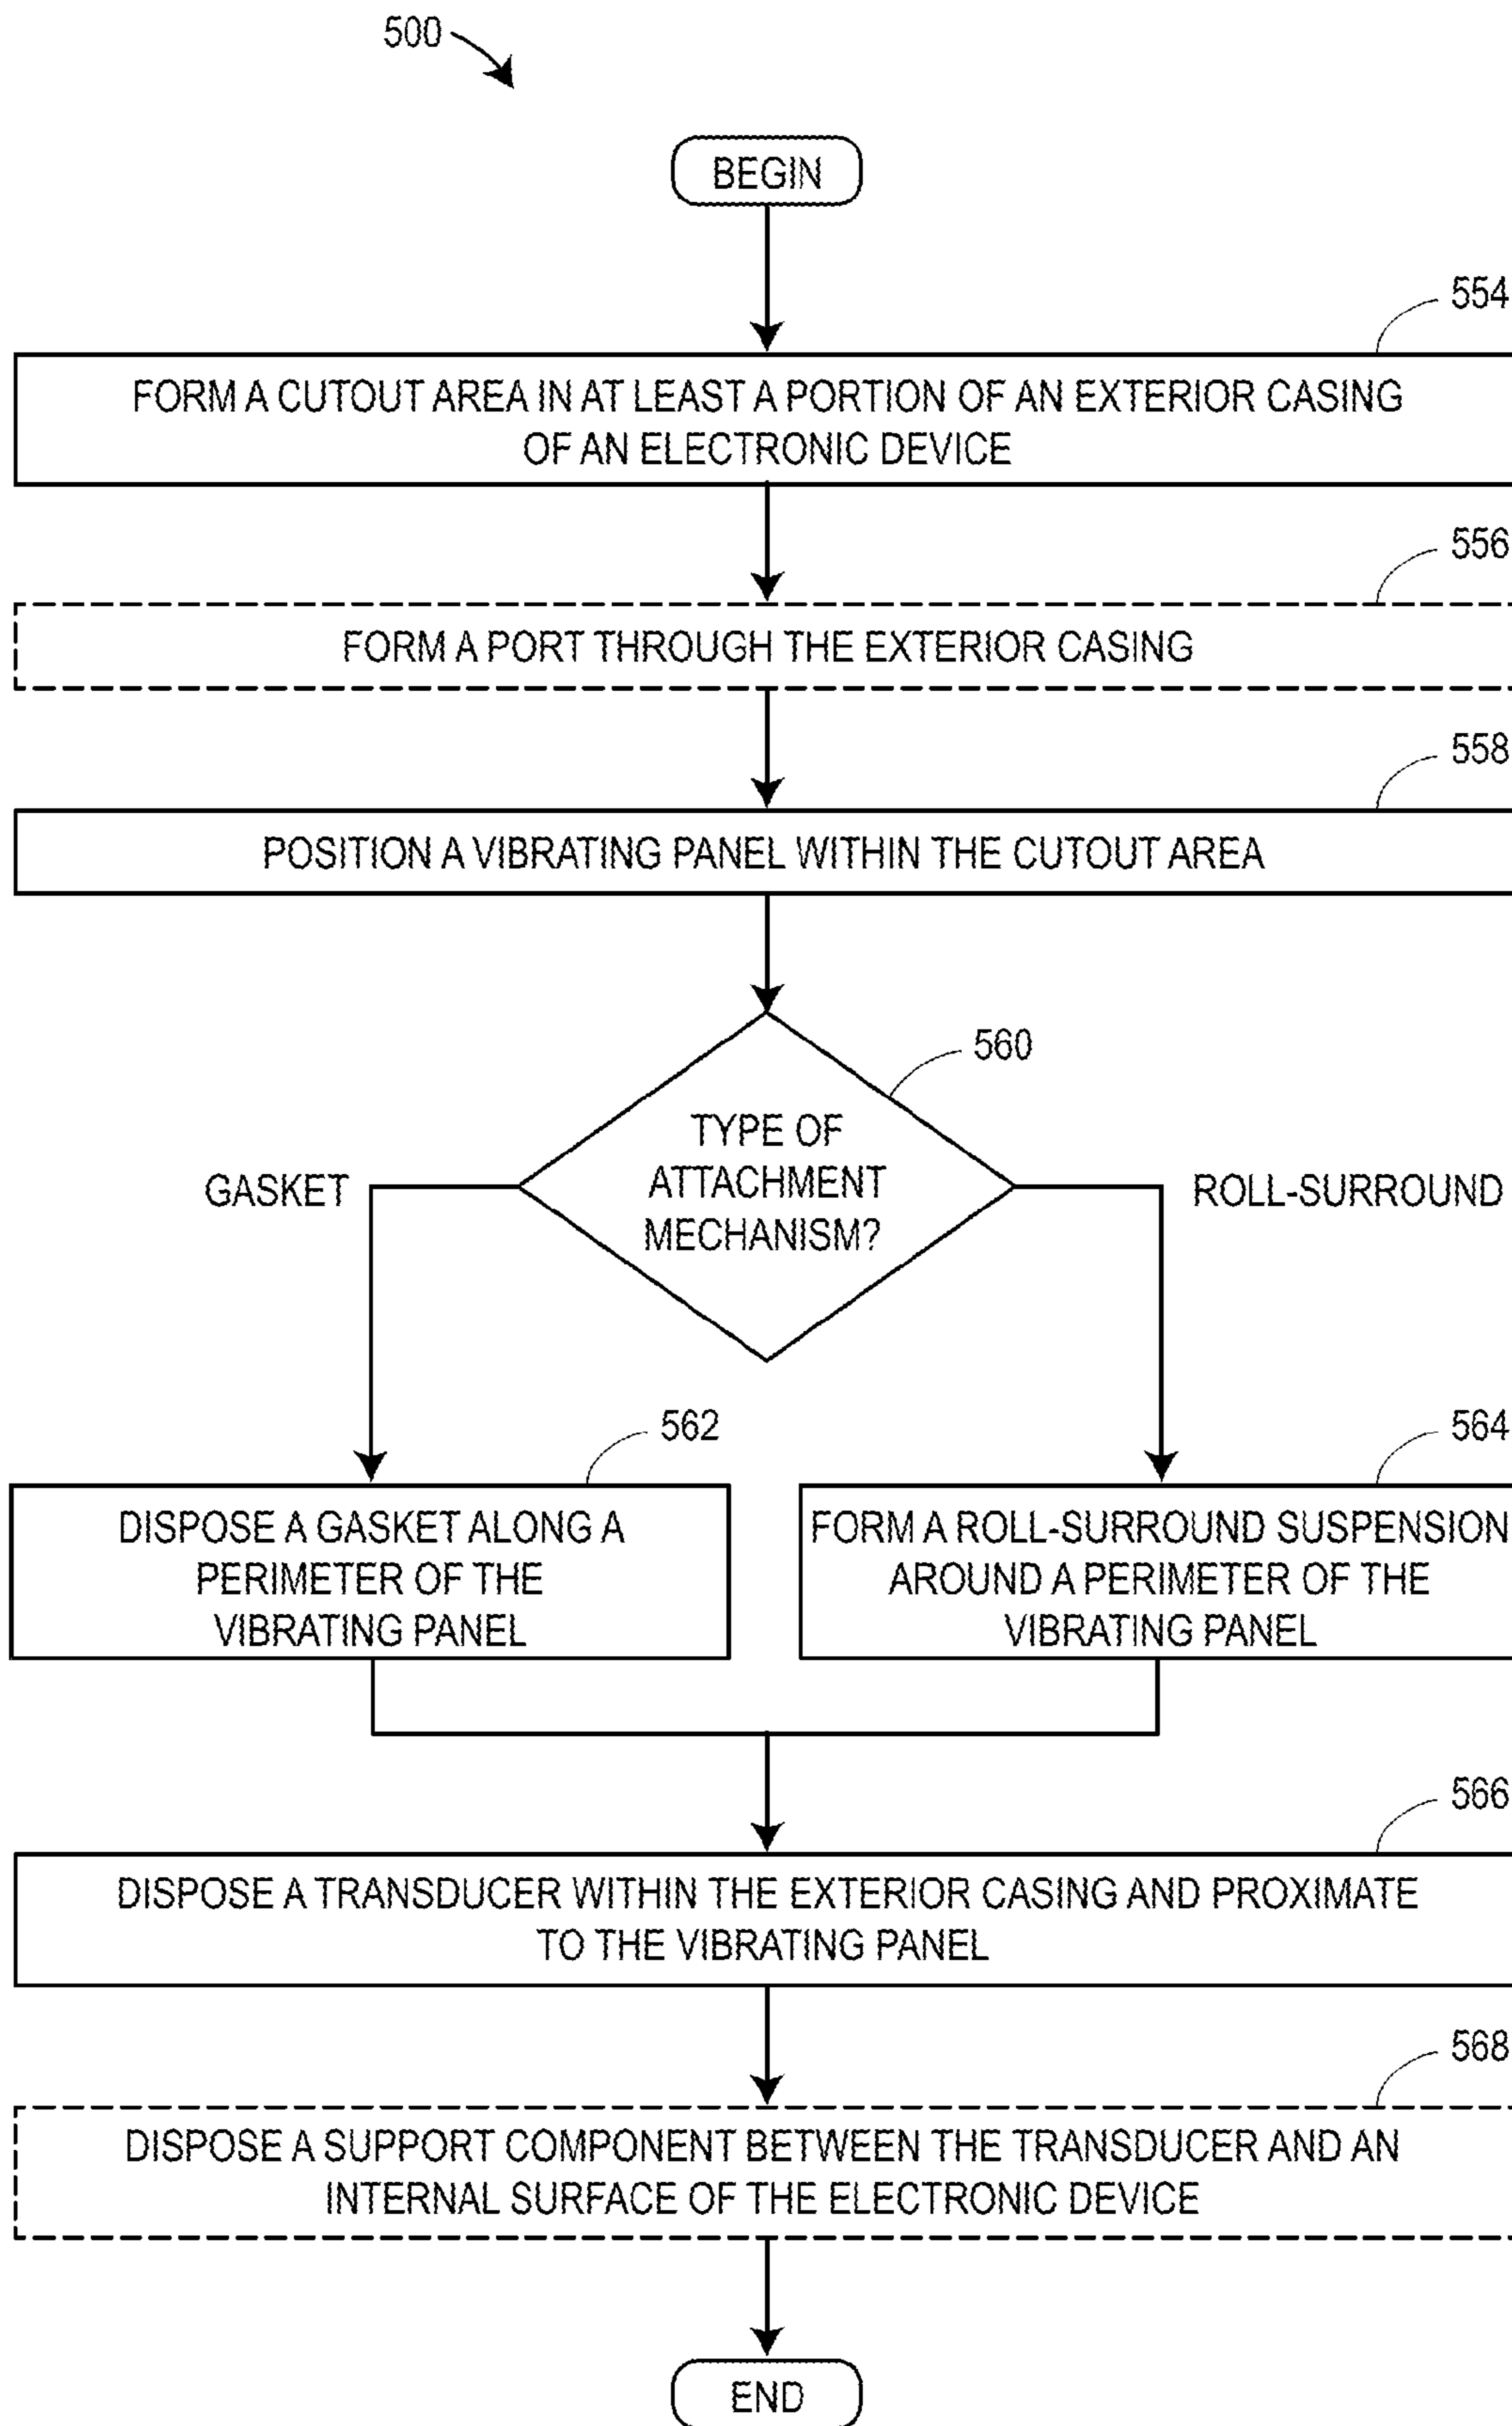 500
BEGIN
554
FORM A CUTOUT AREA IN AT LEAST A PORTION OF AN EXTERIOR CASING
OF AN ELECTRONIC DEVICE
556
FORM A PORT THROUGH THE EXTERIOR CASING
558
POSITION A VIBRATING PANEL WITHIN THE CUTOUT AREA
560
TYPE OF
ATTACHMENT
MECHANISM?
GASKET
ROLL-SURROUND
562
DISPOSE A GASKET ALONG A
PERIMETER OF THE
VIBRATING PANEL
564
FORM A ROLL-SURROUND SUSPENSION
AROUND A PERIMETER OF THE
VIBRATING PANEL
566
DISPOSE A TRANSDUCER WITHIN THE EXTERIOR CASING AND PROXIMATE
TO THE VIBRATING PANEL
568
DISPOSE A SUPPORT COMPONENT BETWEEN THE TRANSDUCER AND AN
INTERNAL SURFACE OF THE ELECTRONIC DEVICE
END